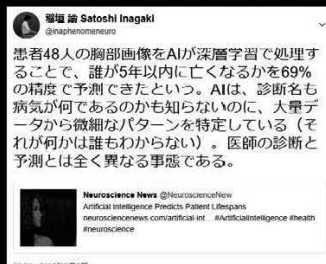 稲垣 諭 Satoshi Inagaki
@inaphenomeneuro
患者48人の胸部画像をAIが深層学習で処理す
ることで、誰が5年以内に亡くなるかを69%
の精度で予測できたという。AIは、診断名も
病気が何であるのかも知らないのに、大量デ
ータから微細なパターンを特定している（そ
れが何かは誰もわからない）。医師の診断と
予測とは全く異なる事態である。
Neuroscience News @NeuroscienceNew
Artificial Intelligence Predicts Patient Lifespans
neurosciencenews.com/artificial-int… #ArtificialIntelligence #health
#neuroscience